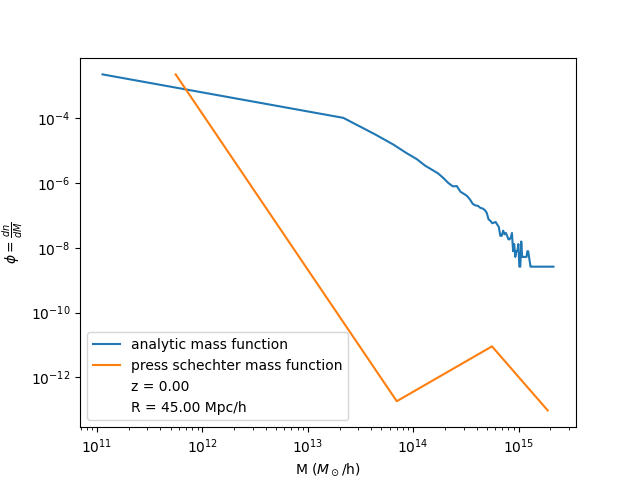 10⁻⁴
10⁻⁶
10⁻⁸
10⁻¹⁰
10⁻¹²
ϕ = dn/dM
analytic mass function
press schechter mass function
z = 0.00
R = 45.00 Mpc/h
10¹¹ 10¹² 10¹³ 10¹⁴ 10¹⁵
M (M⊙/h)